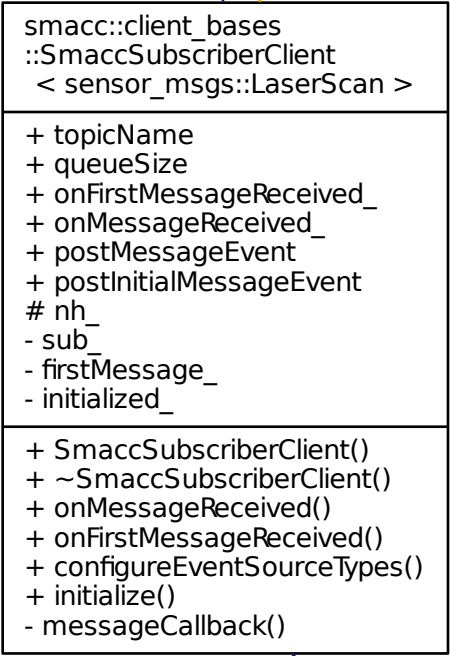 smacc::client_bases
::SmaccSubscriberClient
< sensor_msgs::LaserScan >
+ topicName
+ queueSize
+ onFirstMessageReceived_
+ onMessageReceived_
+ postMessageEvent
+ postInitialMessageEvent
# nh_
- sub_
- firstMessage_
- initialized_
+ SmaccSubscriberClient()
+ ~SmaccSubscriberClient()
+ onMessageReceived()
+ onFirstMessageReceived()
+ configureEventSourceTypes()
+ initialize()
- messageCallback()